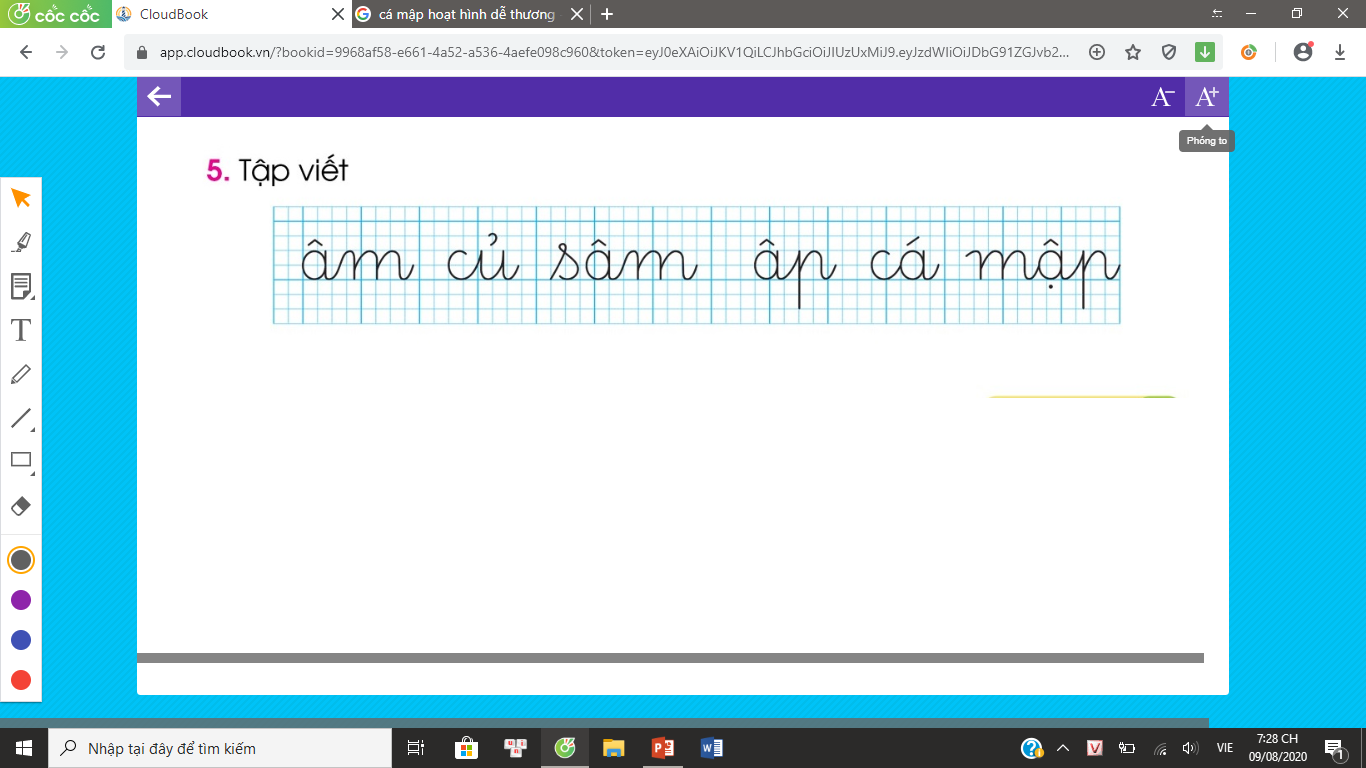 cốc cốc CloudBook cá mập hoạt hình dễ thương
app.cloudbook.vn/?bookid=9968af58-e661-4a52-a536-4aefe098c960&token=eyJ0eXAiOiJKV1QiLCJhbGciOiJIUzUxMiJ9.eyJzdWIiOiJDbG91ZGJvb2...
A- A+
Phóng to
5. Tập viết
âm củ sâm âp cá mập
T
Nhập tại đây để tìm kiếm
VIE
7:28 CH
09/08/2020
1